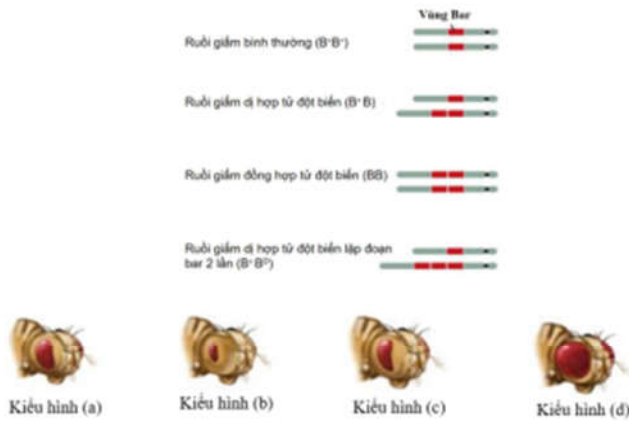 Vùng Bar
Ruồi giấm bình thường (B⁺B⁺)
Ruồi giấm dị hợp tử đột biến (B⁺B)
Ruồi giấm đồng hợp tử đột biến (BB)
Ruồi giấm dị hợp tử đột biến lặp đoạn
bar 2 lần (B⁺Bᴰ)
Kiểu hình (a)
Kiểu hình (b)
Kiểu hình (c)
Kiểu hình (d)